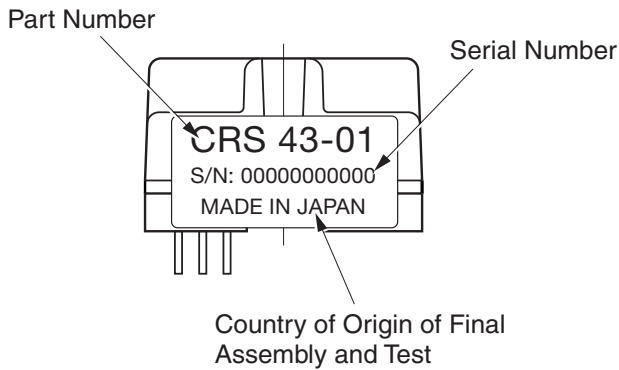 Part Number
Serial Number
CRS 43-01
S/N: 00000000000
MADE IN JAPAN
Country of Origin of Final
Assembly and Test